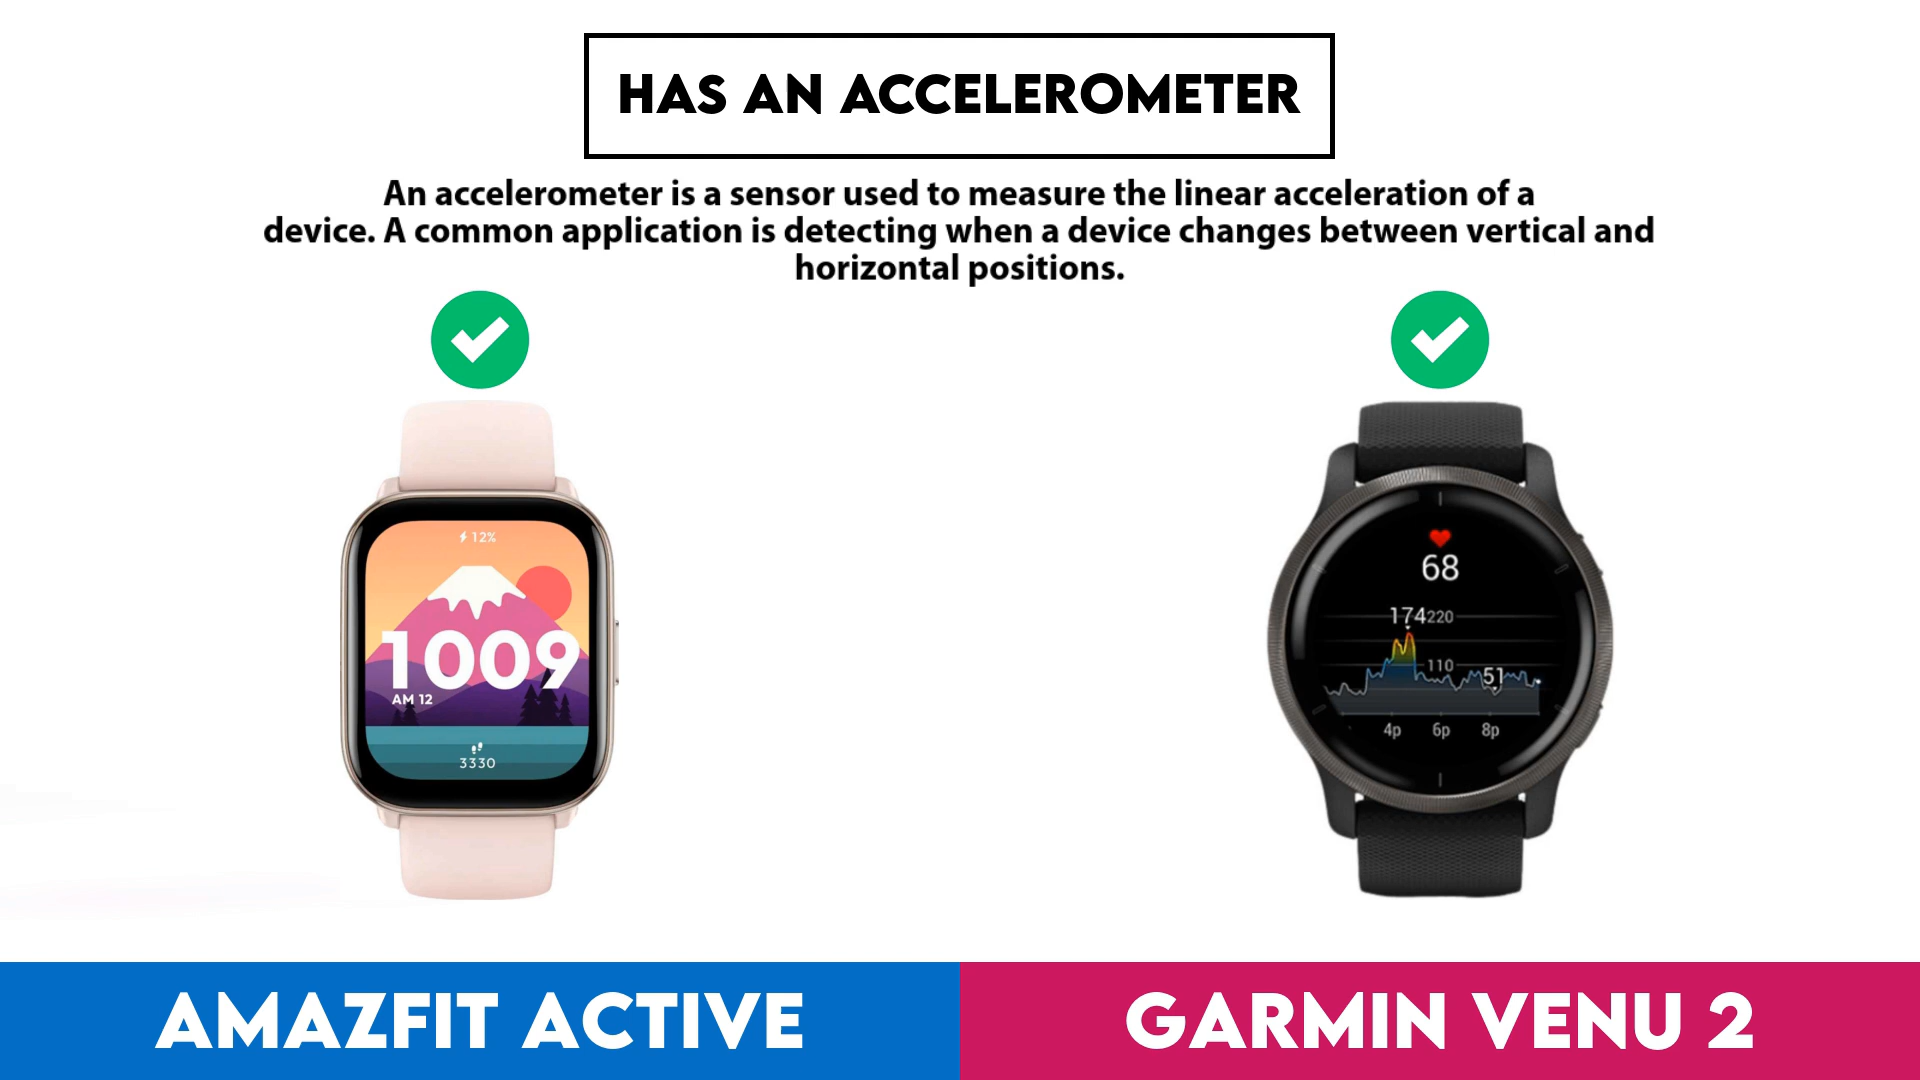 HAS AN ACCELEROMETER
An accelerometer is a sensor used to measure the linear acceleration of a
device. A common application is detecting when a device changes between vertical and
horizontal positions.
12%
1009
AM 12
3330
68
174 220
110
51
4p 6p 8p
AMAZFIT ACTIVE
GARMIN VENU 2